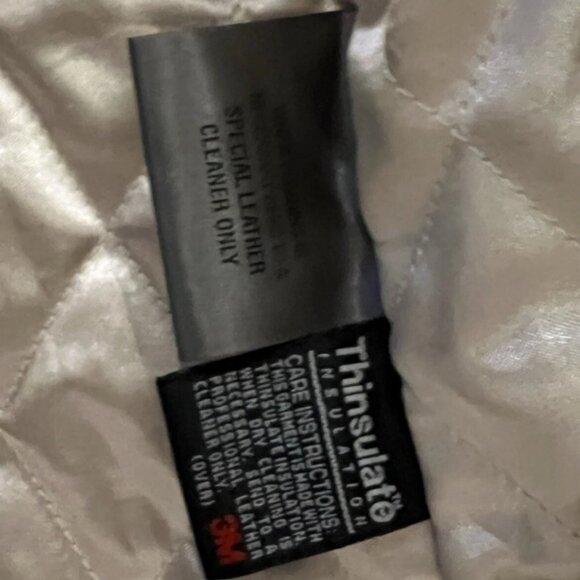 SPECIAL LEATHER
CLEANER ONLY
Thinsulate™
INSULATION
CARE INSTRUCTIONS:
THIS GARMENT IS MADE WITH
THINSULATE INSULATION
WHEN DRY CLEANING IS
NECESSARY, SEND TO A
PROFESSIONAL LEATHER
CLEANER ONLY.
(OVER)
3M